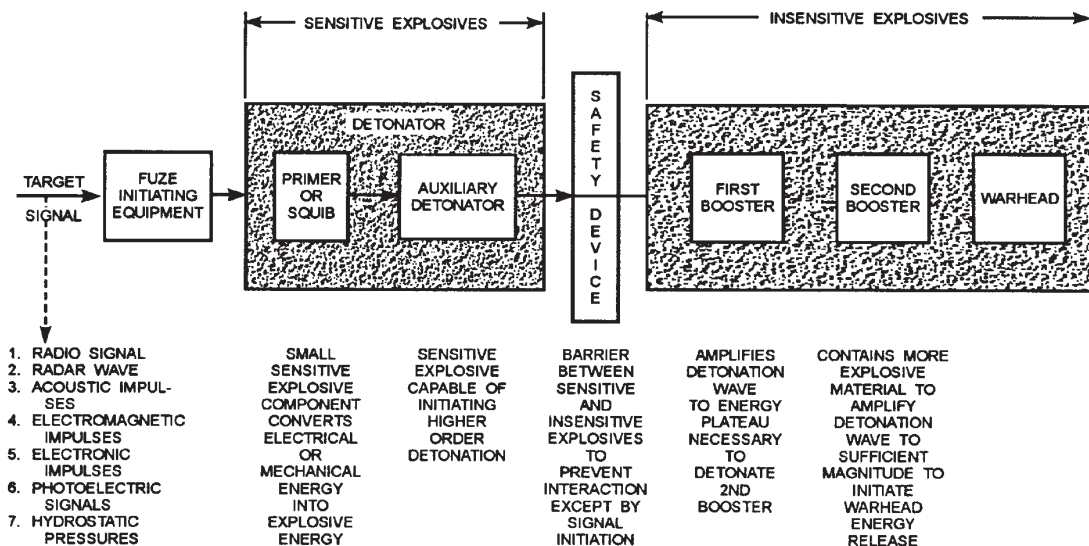 SENSITIVE EXPLOSIVES
INSENSITIVE EXPLOSIVES
DETONATOR
TARGET
SIGNAL
FUZE
INITIATING
EQUIPMENT
PRIMER
OR
SQUIB
AUXILIARY
DETONATOR
SAFETY DEVICE
FIRST
BOOSTER
SECOND
BOOSTER
WARHEAD
1. RADIO SIGNAL
2. RADAR WAVE
3. ACOUSTIC IMPUL-
SES
4. ELECTROMAGNETIC
IMPULSES
5. ELECTRONIC
IMPULSES
6. PHOTOELECTRIC
SIGNALS
7. HYDROSTATIC
PRESSURES
SMALL
SENSITIVE
EXPLOSIVE
COMPONENT
CONVERTS
ELECTRICAL
OR
MECHANICAL
ENERGY
INTO
EXPLOSIVE
ENERGY
SENSITIVE
EXPLOSIVE
CAPABLE OF
INITIATING
HIGHER
ORDER
DETONATION
BARRIER
BETWEEN
SENSITIVE
AND
INSENSITIVE
EXPLOSIVES
TO
PREVENT
INTERACTION
EXCEPT BY
SIGNAL
INITIATION
AMPLIFIES
DETONATION
WAVE
TO ENERGY
PLATEAU
NECESSARY
TO
DETONATE
2ND
BOOSTER
CONTAINS MORE
EXPLOSIVE
MATERIAL TO
AMPLIFY
DETONATION
WAVE TO
SUFFICIENT
MAGNITUDE TO
INITIATE
WARHEAD
ENERGY
RELEASE